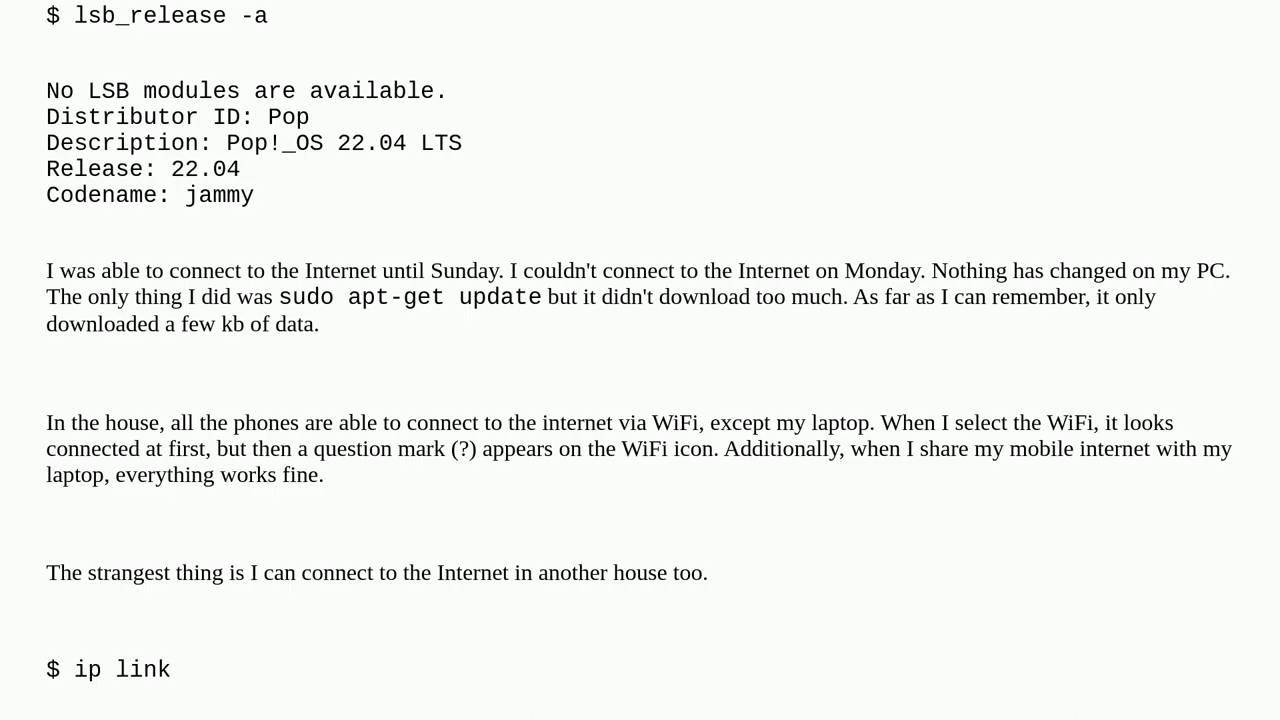 $ lsb_release -a
No LSB modules are available.
Distributor ID: Pop
Description: Pop!_OS 22.04 LTS
Release: 22.04
Codename: jammy
I was able to connect to the Internet until Sunday. I couldn't connect to the Internet on Monday. Nothing has changed on my PC.
The only thing I did was sudo apt-get update but it didn't download too much. As far as I can remember, it only
downloaded a few kb of data.
In the house, all the phones are able to connect to the internet via WiFi, except my laptop. When I select the WiFi, it looks
connected at first, but then a question mark (?) appears on the WiFi icon. Additionally, when I share my mobile internet with my
laptop, everything works fine.
The strangest thing is I can connect to the Internet in another house too.
$ ip link